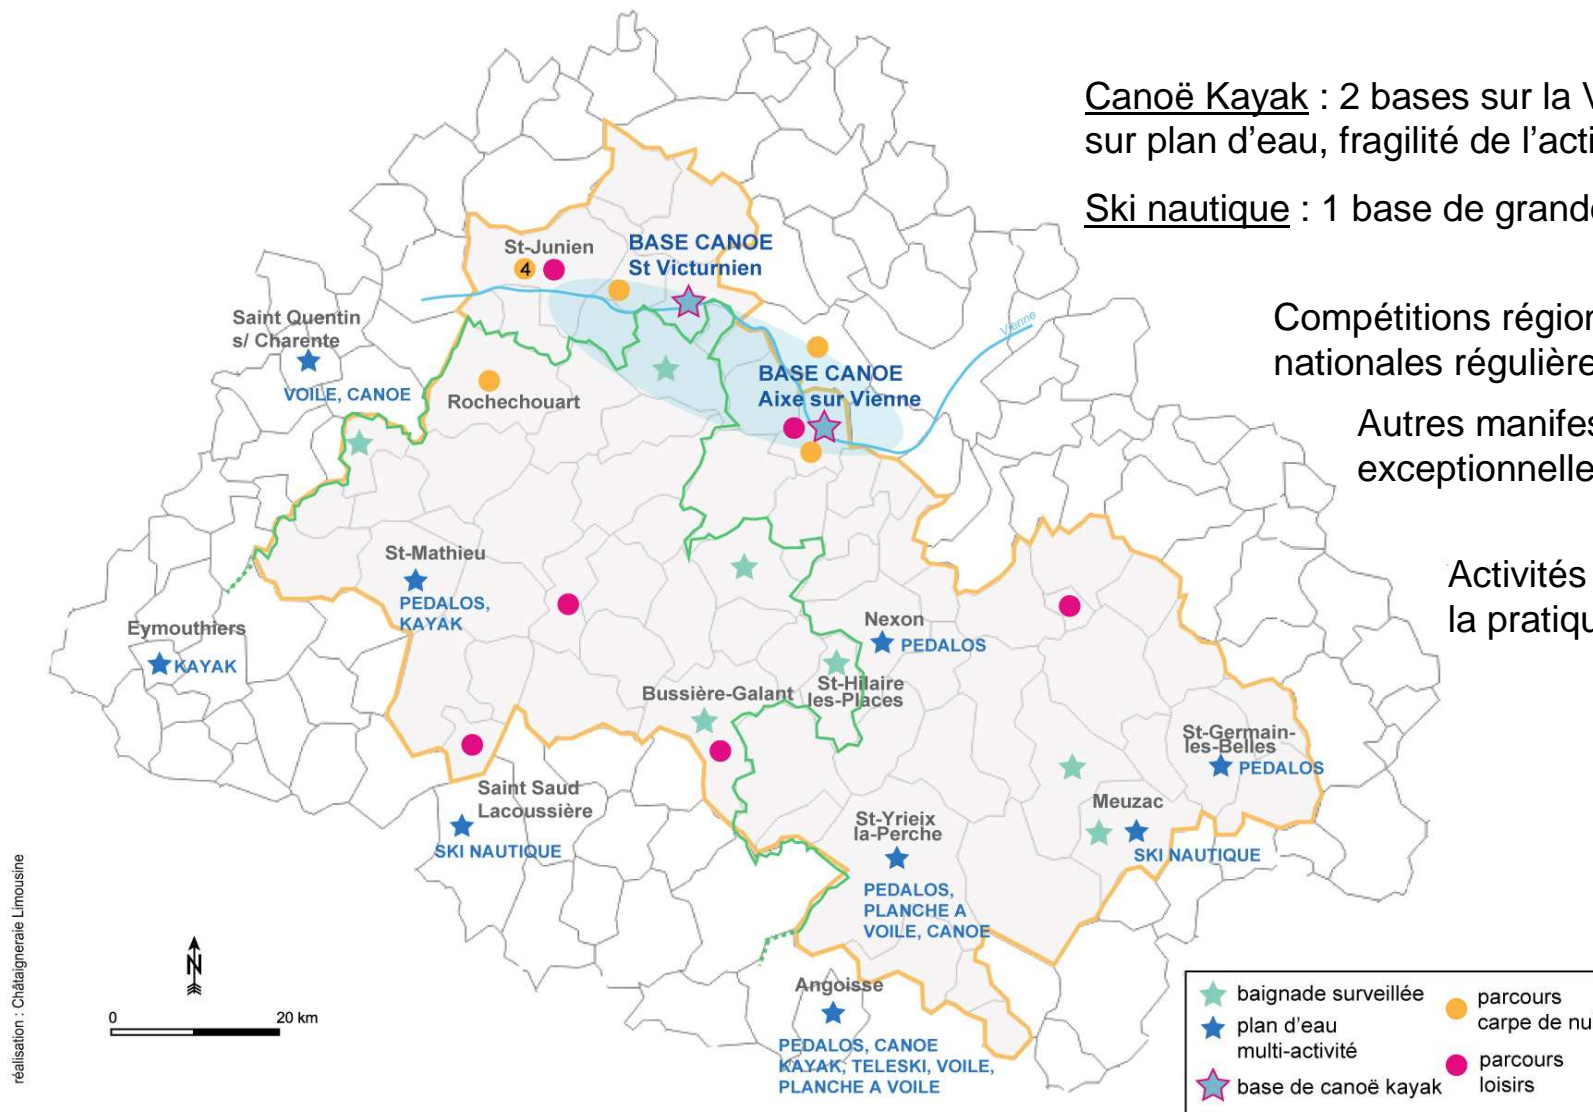 Canoë Kayak : 2 bases sur la V
sur plan d'eau, fragilité de l'acti
Ski nautique : 1 base de grand
Compétitions région
nationales régulière
Autres manifes
exceptionnelle
Activités
la pratiqu
St-Junien
4
BASE CANOE
St Victurnien
Saint Quentin
s/ Charente
VOILE, CANOE
Vienne
Rochechouart
BASE CANOE
Aixe sur Vienne
St-Mathieu
PEDALOS,
KAYAK
Eymouthiers
KAYAK
Nexon
PEDALOS
Bussière-Galant
St-Hilaire
les-Places
St-Germain-
les-Belles
PEDALOS
Saint Saud
Lacoussière
SKI NAUTIQUE
St-Yrieix
la-Perche
PEDALOS,
PLANCHE A
VOILE, CANOE
Meuzac
SKI NAUTIQUE
Angoisse
PEDALOS, CANOE
KAYAK, TELESKI, VOILE,
PLANCHE A VOILE
N
0 20 km
réalisation : Châtaigneraie Limousine
baignade surveillée
plan d'eau
multi-activité
base de canoë kayak
parcours
carpe de nu
parcours
loisirs